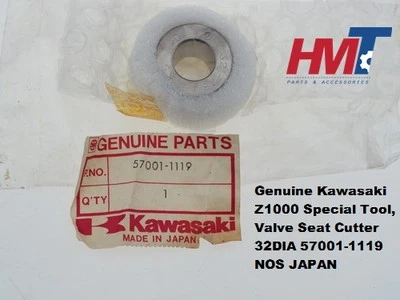 HMT
PARTS & ACCESSORIES
GENUINE PARTS
P.NO. 57001-1119
Q'TY 1
Kawasaki
MADE IN JAPAN
Genuine Kawasaki
Z1000 Special Tool,
Valve Seat Cutter
32DIA 57001-1119
NOS JAPAN